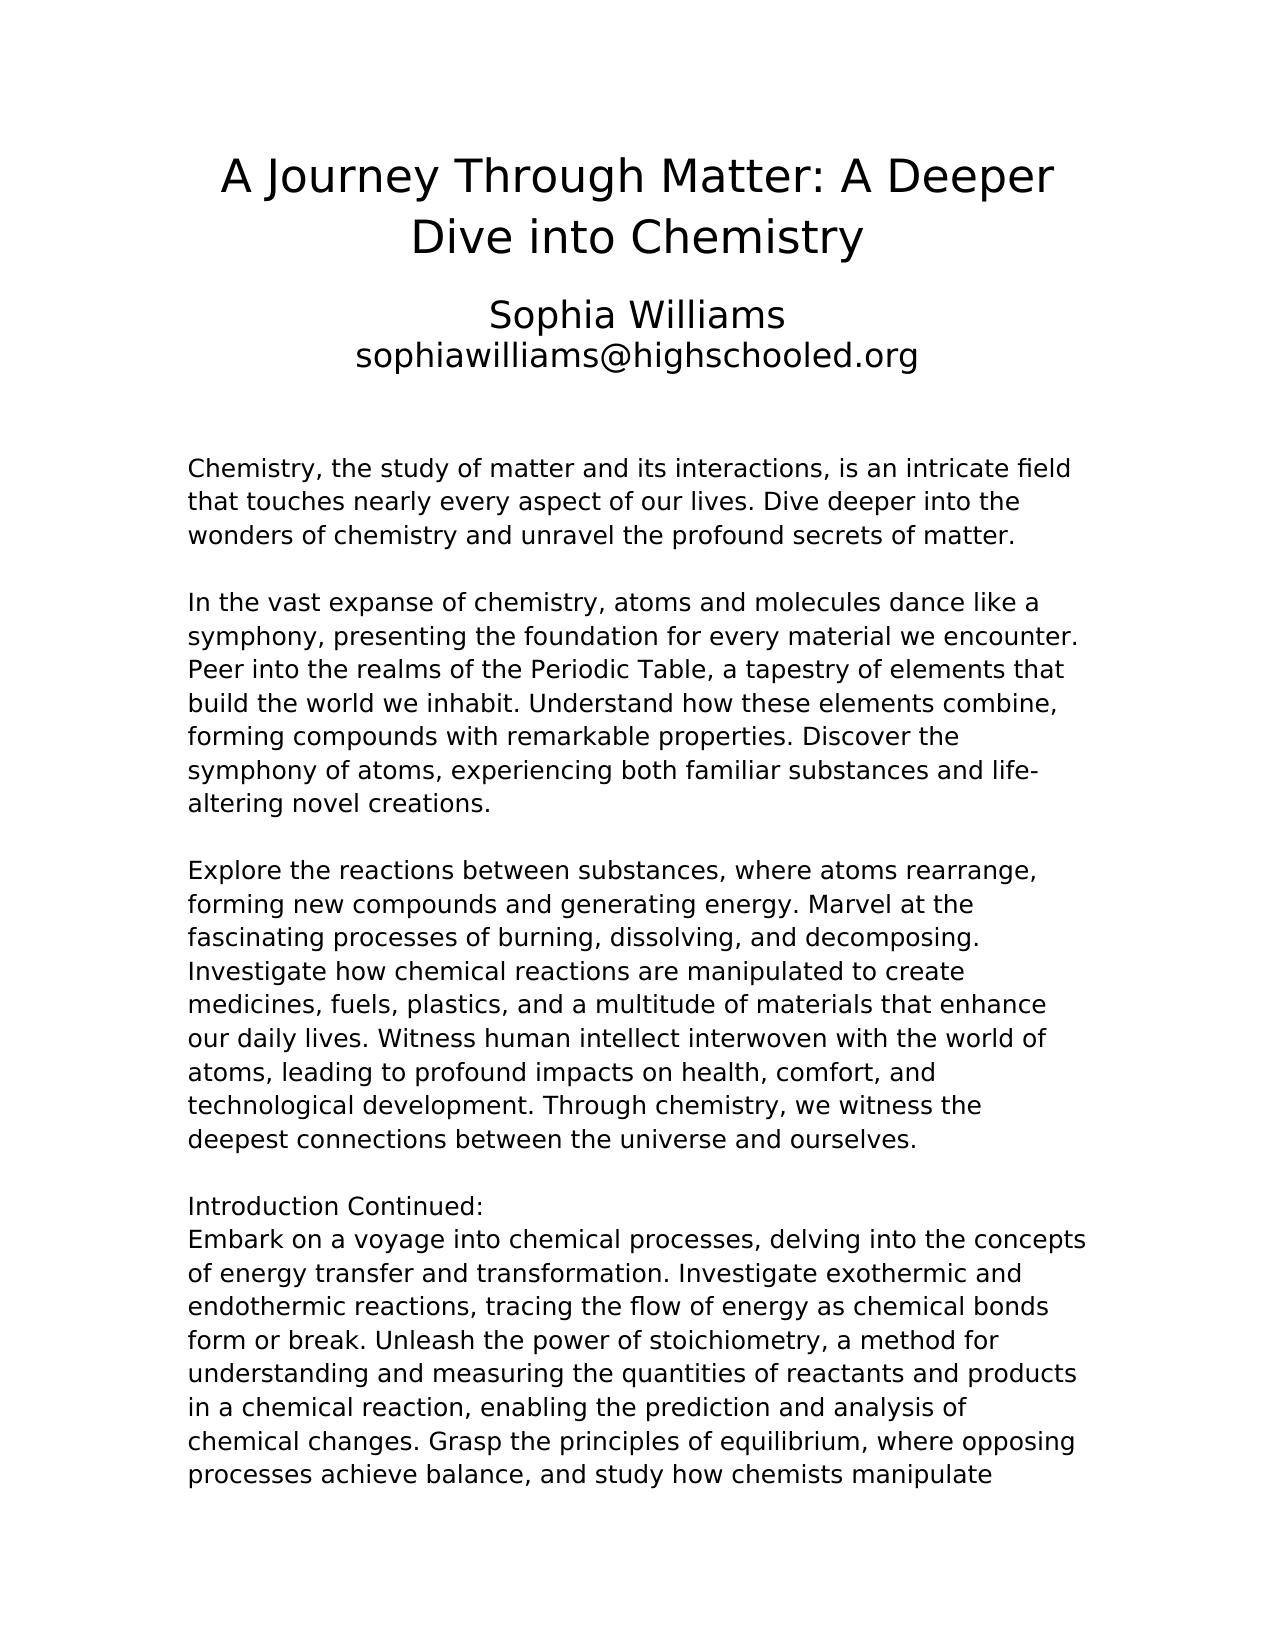 A Journey Through Matter: A Deeper
Dive into Chemistry
Sophia Williams
sophiawilliams@highschooled.org
Chemistry, the study of matter and its interactions, is an intricate field
that touches nearly every aspect of our lives. Dive deeper into the
wonders of chemistry and unravel the profound secrets of matter.
In the vast expanse of chemistry, atoms and molecules dance like a
symphony, presenting the foundation for every material we encounter.
Peer into the realms of the Periodic Table, a tapestry of elements that
build the world we inhabit. Understand how these elements combine,
forming compounds with remarkable properties. Discover the
symphony of atoms, experiencing both familiar substances and life-
altering novel creations.
Explore the reactions between substances, where atoms rearrange,
forming new compounds and generating energy. Marvel at the
fascinating processes of burning, dissolving, and decomposing.
Investigate how chemical reactions are manipulated to create
medicines, fuels, plastics, and a multitude of materials that enhance
our daily lives. Witness human intellect interwoven with the world of
atoms, leading to profound impacts on health, comfort, and
technological development. Through chemistry, we witness the
deepest connections between the universe and ourselves.
Introduction Continued:
Embark on a voyage into chemical processes, delving into the concepts
of energy transfer and transformation. Investigate exothermic and
endothermic reactions, tracing the flow of energy as chemical bonds
form or break. Unleash the power of stoichiometry, a method for
understanding and measuring the quantities of reactants and products
in a chemical reaction, enabling the prediction and analysis of
chemical changes. Grasp the principles of equilibrium, where opposing
processes achieve balance, and study how chemists manipulate